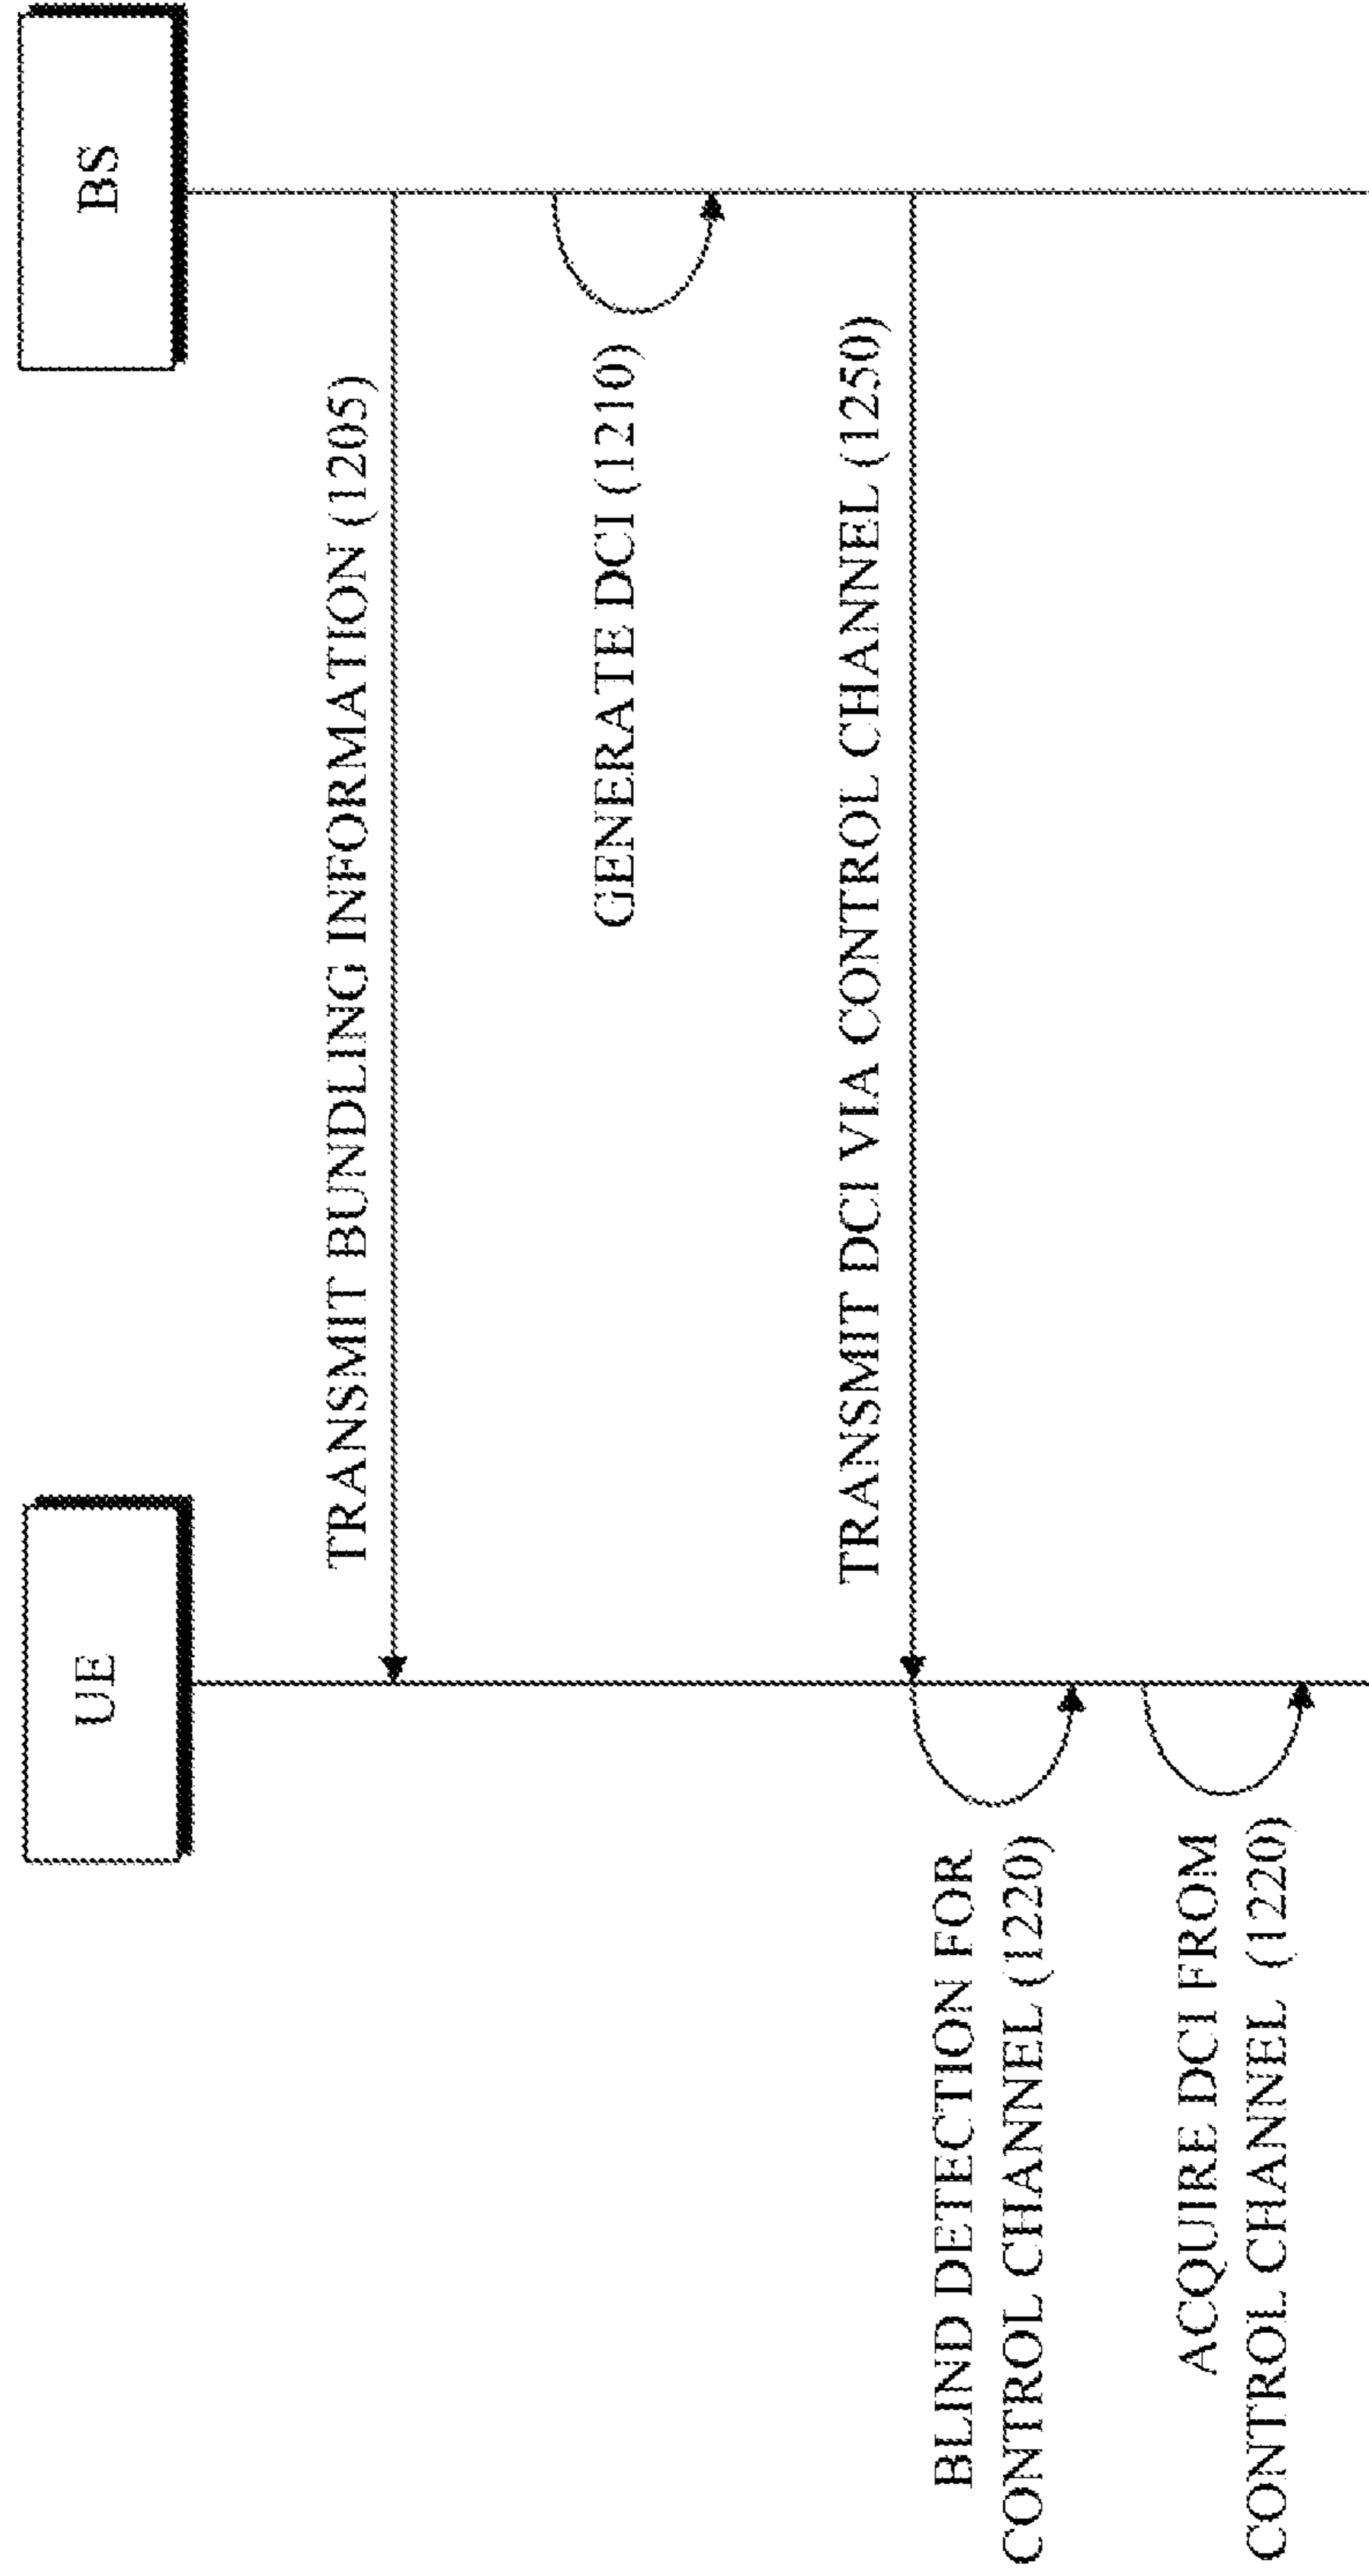 UE
BS
TRANSMIT BUNDLING INFORMATION (1205)
GENERATE DCI (1210)
TRANSMIT DCI VIA CONTROL CHANNEL (1250)
BLIND DETECTION FOR
CONTROL CHANNEL (1220)
ACQUIRE DCI FROM
CONTROL CHANNEL (1220)